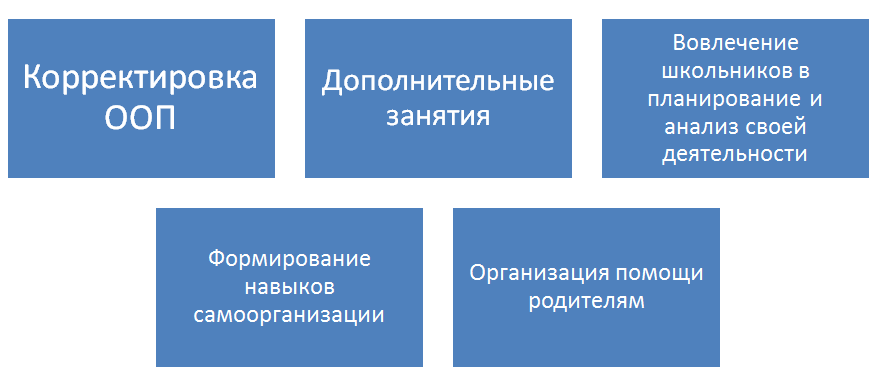 Корректировка
ООП
Дополнительные
занятия
Вовлечение
школьников в
планирование и
анализ своей
деятельности
Формирование
навыков
самоорганизации
Организация помощи
родителям